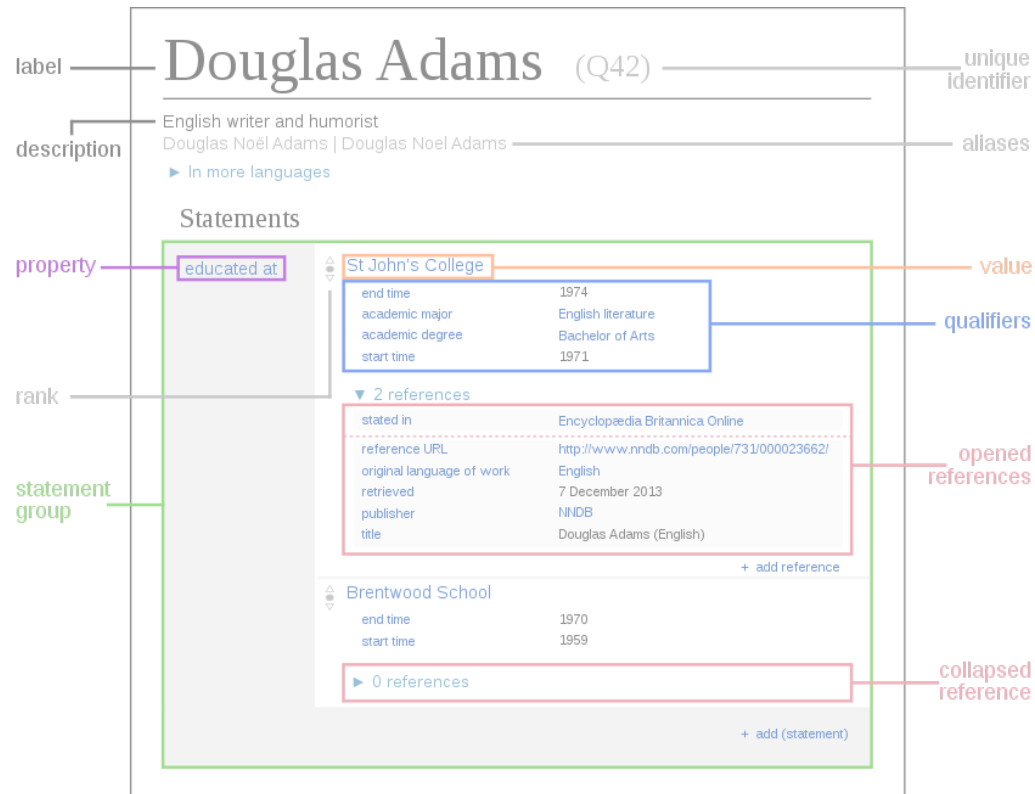 label
Douglas Adams (Q42)
unique
identifier
English writer and humorist
description
Douglas Noël Adams | Douglas Noel Adams
aliases
► In more languages
Statements
property
educated at
St John's College
value
end time 1974
academic major English literature
academic degree Bachelor of Arts
start time 1971
qualifiers
rank
▼ 2 references
stated in Encyclopædia Britannica Online
reference URL http://www.nndb.com/people/731/000023662/
original language of work English
retrieved 7 December 2013
publisher NNDB
title Douglas Adams (English)
opened
references
statement
group
+ add reference
Brentwood School
end time 1970
start time 1959
► 0 references
collapsed
reference
+ add (statement)